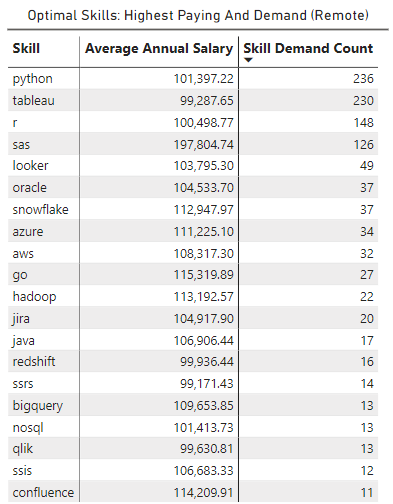 Optimal Skills: Highest Paying And Demand (Remote)
Skill Average Annual Salary Skill Demand Count
python 101,397.22 236
tableau 99,287.65 230
r 100,498.77 148
sas 197,804.74 126
looker 103,795.30 49
oracle 104,533.70 37
snowflake 112,947.97 37
azure 111,225.10 34
aws 108,317.30 32
go 115,319.89 27
hadoop 113,192.57 22
jira 104,917.90 20
java 106,906.44 17
redshift 99,936.44 16
ssrs 99,171.43 14
bigquery 109,653.85 13
nosql 101,413.73 13
qlik 99,630.81 13
ssis 106,683.33 12
confluence 114,209.91 11